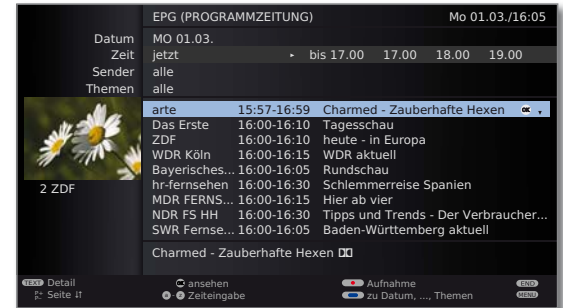 EPG (PROGRAMMZEITUNG) Mo 01.03./16:05
Datum MO 01.03.
Zeit jetzt ▸ bis 17.00 17.00 18.00 19.00
Sender alle
Themen alle
arte 15:57-16:59 Charmed - Zauberhafte Hexen OK
Das Erste 16:00-16:10 Tagesschau
ZDF 16:00-16:10 heute - in Europa
WDR Köln 16:00-16:15 WDR aktuell
Bayerisches... 16:00-16:05 Rundschau
hr-fernsehen 16:00-16:30 Schlemmerreise Spanien
MDR FERNS... 16:00-16:15 Hier ab vier
NDR FS HH 16:00-16:30 Tipps und Trends - Der Verbraucher...
SWR Fernse... 16:00-16:05 Baden-Württemberg aktuell
2 ZDF
Charmed - Zauberhafte Hexen
TEXT Detail OK ansehen Aufnahme END
P+ P- Seite 0-9 Zeiteingabe zu Datum, ..., Themen MENU